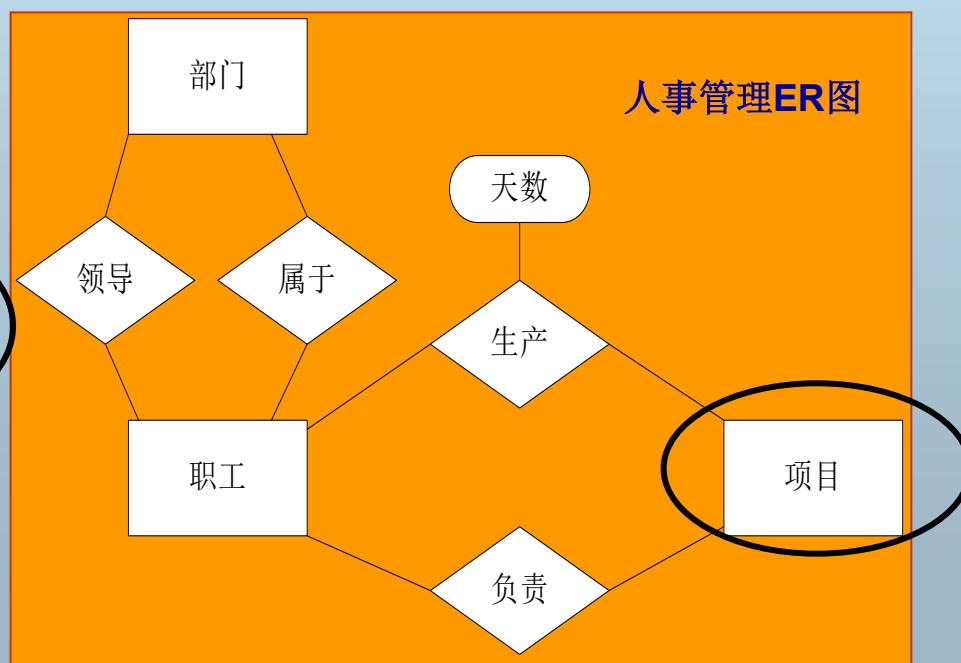 部门
人事管理ER图
天数
领导
属于
生产
职工
项目
负责